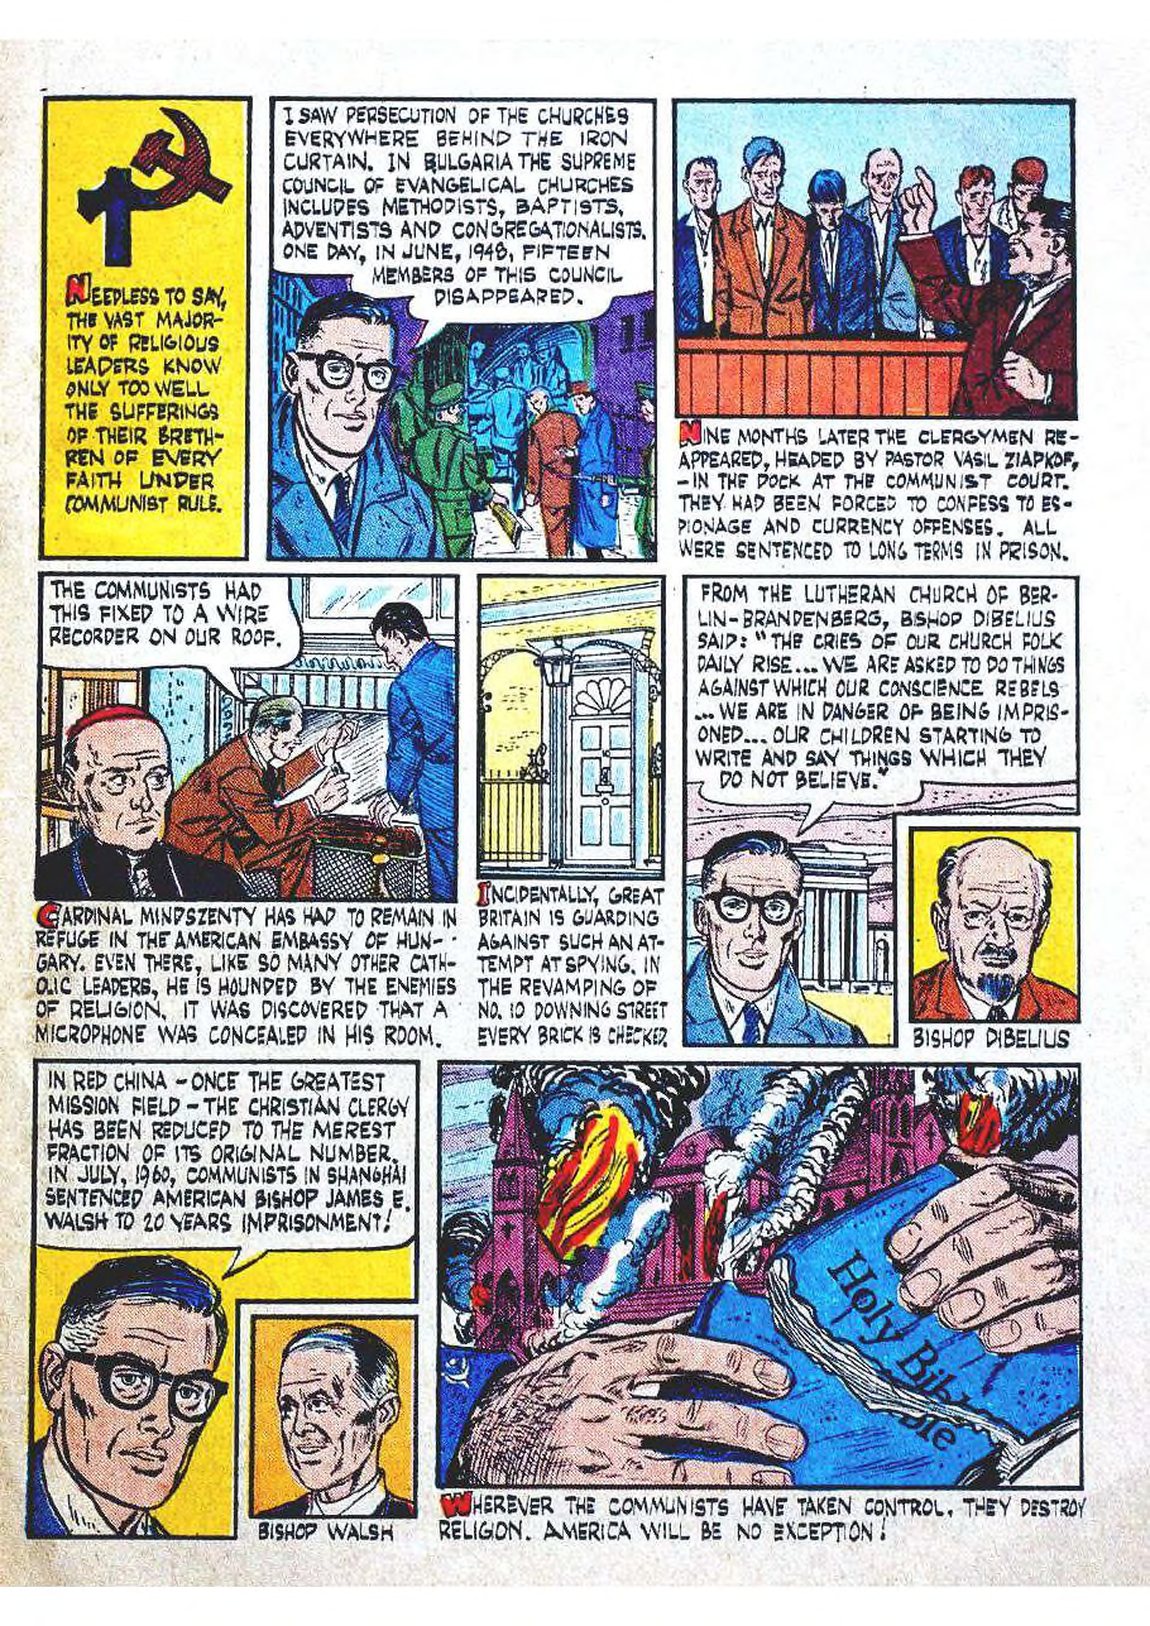 NEEDLESS TO SAY,
THE VAST MAJOR-
ITY OF RELIGIOUS
LEADERS KNOW
ONLY TOO WELL
THE SUFFERINGS
OF THEIR BRETH-
REN OF EVERY
FAITH UNDER
COMMUNIST RULE.
I SAW PERSECUTION OF THE CHURCHES
EVERYWHERE BEHIND THE IRON
CURTAIN. IN BULGARIA THE SUPREME
COUNCIL OF EVANGELICAL CHURCHES
INCLUDES METHODISTS, BAPTISTS,
ADVENTISTS AND CONGREGATIONALISTS.
ONE DAY, IN JUNE, 1948, FIFTEEN
MEMBERS OF THIS COUNCIL
DISAPPEARED.
NINE MONTHS LATER THE CLERGYMEN RE-
APPEARED, HEADED BY PASTOR VASIL ZIAPKOF,
- IN THE DOCK AT THE COMMUNIST COURT.
THEY HAD BEEN FORCED TO CONFESS TO ES-
PIONAGE AND CURRENCY OFFENSES. ALL
WERE SENTENCED TO LONG TERMS IN PRISON.
THE COMMUNISTS HAD
THIS FIXED TO A WIRE
RECORDER ON OUR ROOF.
CARDINAL MINDSZENTY HAS HAD TO REMAIN IN
REFUGE IN THE AMERICAN EMBASSY OF HUN-
GARY. EVEN THERE, LIKE SO MANY OTHER CATH-
OLIC LEADERS, HE IS HOUNDED BY THE ENEMIES
OF RELIGION. IT WAS DISCOVERED THAT A
MICROPHONE WAS CONCEALED IN HIS ROOM.
INCIDENTALLY, GREAT
BRITAIN IS GUARDING
AGAINST SUCH AN AT-
TEMPT AT SPYING. IN
THE REVAMPING OF
NO. 10 DOWNING STREET
EVERY BRICK IS CHECKED.
FROM THE LUTHERAN CHURCH OF BER-
LIN-BRANDENBERG, BISHOP DIBELIUS
SAID: "THE CRIES OF OUR CHURCH FOLK
DAILY RISE... WE ARE ASKED TO DO THINGS
AGAINST WHICH OUR CONSCIENCE REBELS
... WE ARE IN DANGER OF BEING IMPRIS-
ONED... OUR CHILDREN STARTING TO
WRITE AND SAY THINGS WHICH THEY
DO NOT BELIEVE."
BISHOP DIBELIUS
IN RED CHINA - ONCE THE GREATEST
MISSION FIELD - THE CHRISTIAN CLERGY
HAS BEEN REDUCED TO THE MEREST
FRACTION OF ITS ORIGINAL NUMBER.
IN JULY, 1960, COMMUNISTS IN SHANGHAI
SENTENCED AMERICAN BISHOP JAMES E.
WALSH TO 20 YEARS IMPRISONMENT!
BISHOP WALSH
Holy Bible
WHEREVER THE COMMUNISTS HAVE TAKEN CONTROL, THEY DESTROY
RELIGION. AMERICA WILL BE NO EXCEPTION!